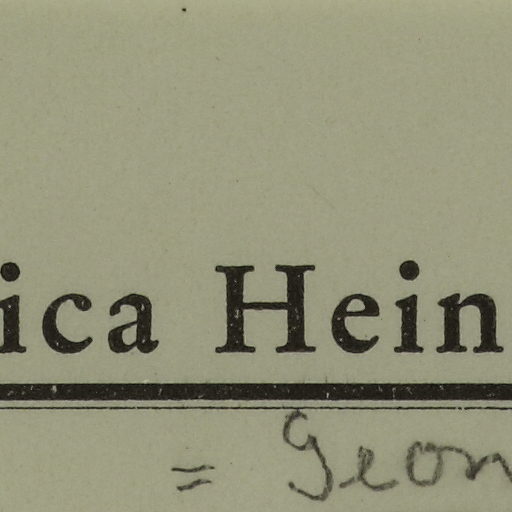 ica Hein
= Geon